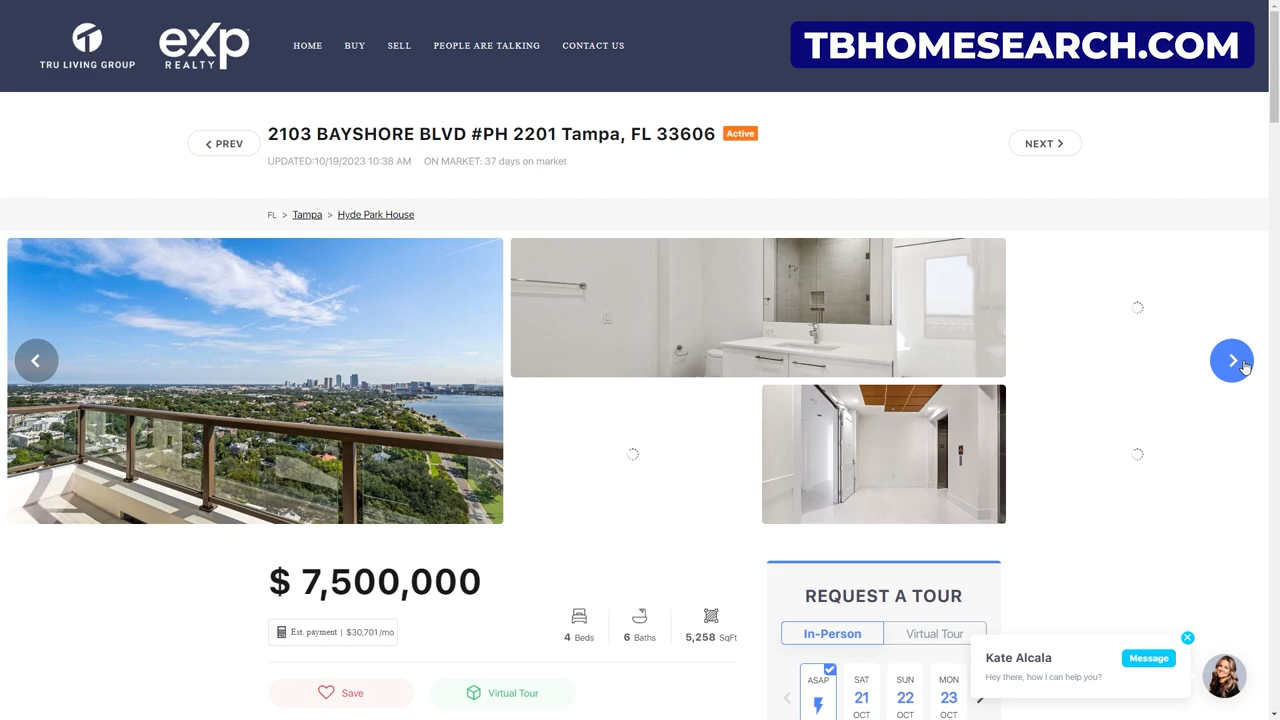 TRU LIVING GROUP
eXp
REALTY
HOME
BUY
SELL
PEOPLE ARE TALKING
CONTACT US
TBHOMESEARCH.COM
PREV
2103 BAYSHORE BLVD #PH 2201 Tampa, FL 33606 Active
UPDATED:10/19/2023 10:38 AM ON MARKET: 37 days on market
NEXT
FL > Tampa > Hyde Park House
$ 7,500,000
Est. payment | $30,701/mo
4 Beds
6 Baths
5,258 SqFt
Save
Virtual Tour
REQUEST A TOUR
In-Person
Virtual Tour
ASAP
SAT
21
OCT
SUN
22
OCT
MON
23
OCT
Kate Alcala
Message
Hey there, how I can help you?